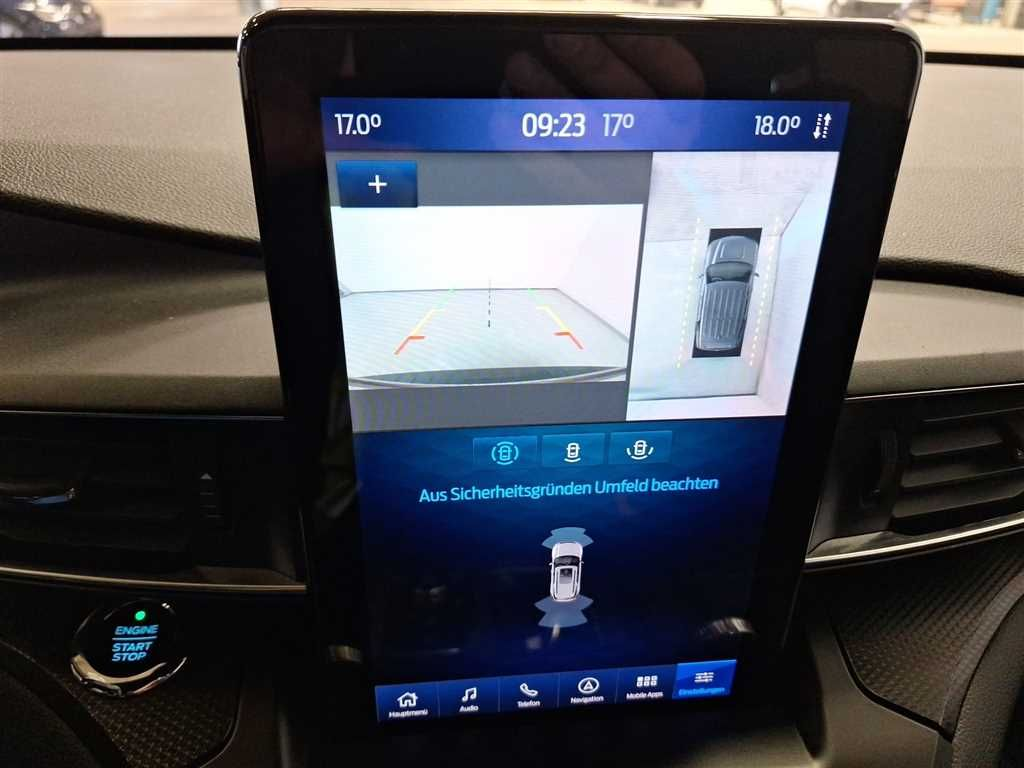 17.0° 09:23 17° 18.0°
+
Aus Sicherheitsgründen Umfeld beachten
ENGINE
START
STOP
Hauptmenü Audio Telefon Navigation Mobile Apps Einstellungen